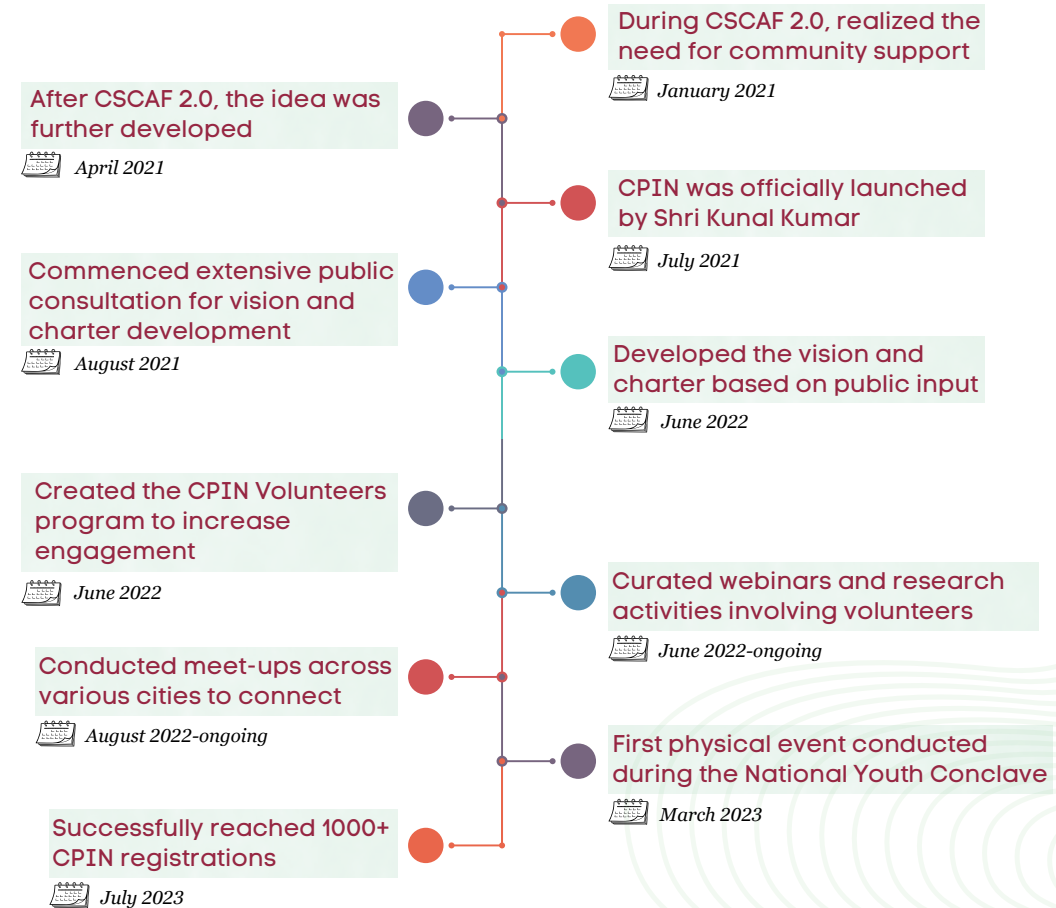 During CSCAF 2.0, realized the
need for community support
January 2021
After CSCAF 2.0, the idea was
further developed
April 2021
CPIN was officially launched
by Shri Kunal Kumar
July 2021
Commenced extensive public
consultation for vision and
charter development
August 2021
Developed the vision and
charter based on public input
June 2022
Created the CPIN Volunteers
program to increase
engagement
June 2022
Curated webinars and research
activities involving volunteers
June 2022-ongoing
Conducted meet-ups across
various cities to connect
August 2022-ongoing
First physical event conducted
during the National Youth Conclave
March 2023
Successfully reached 1000+
CPIN registrations
July 2023